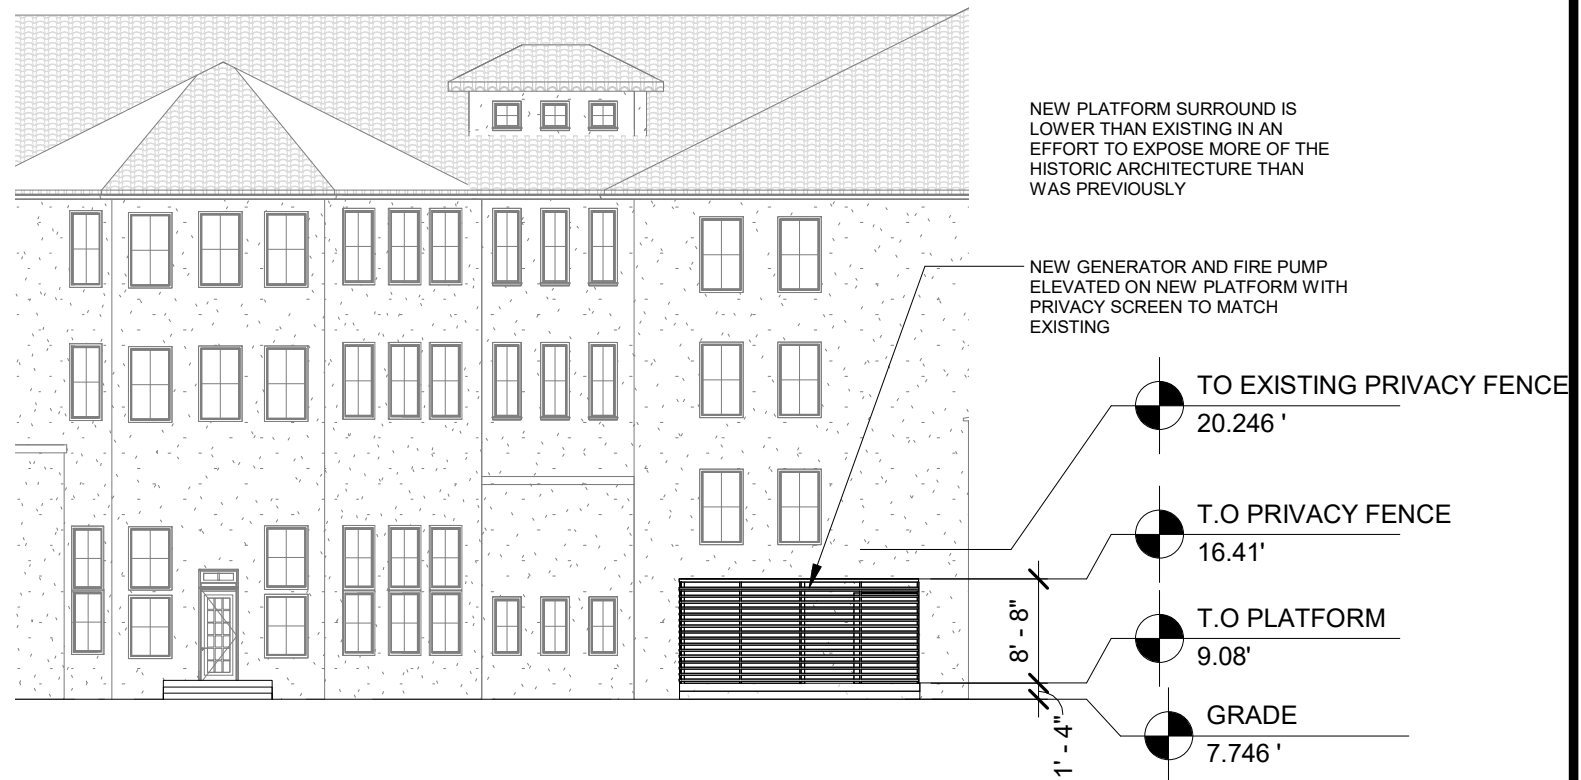 NEW PLATFORM SURROUND IS
LOWER THAN EXISTING IN AN
EFFORT TO EXPOSE MORE OF THE
HISTORIC ARCHITECTURE THAN
WAS PREVIOUSLY
NEW GENERATOR AND FIRE PUMP
ELEVATED ON NEW PLATFORM WITH
PRIVACY SCREEN TO MATCH
EXISTING
TO EXISTING PRIVACY FENCE
20.246 '
T.O PRIVACY FENCE
16.41'
8' - 8"
T.O PLATFORM
9.08'
1' - 4"
GRADE
7.746 '